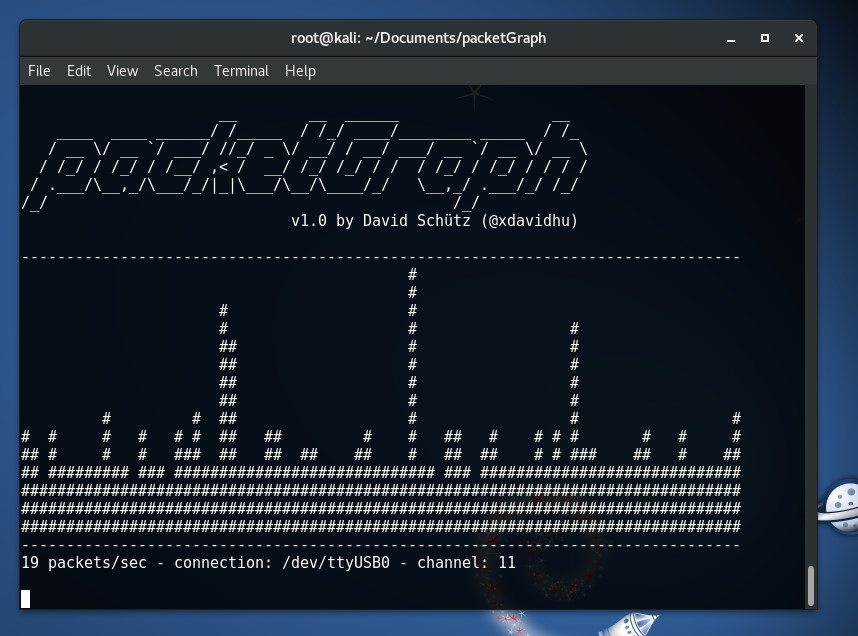 root@kali: ~/Documents/packetGraph
File Edit View Search Terminal Help
packetGraph
v1.0 by David Schütz (@xdavidhu)
19 packets/sec - connection: /dev/ttyUSB0 - channel: 11